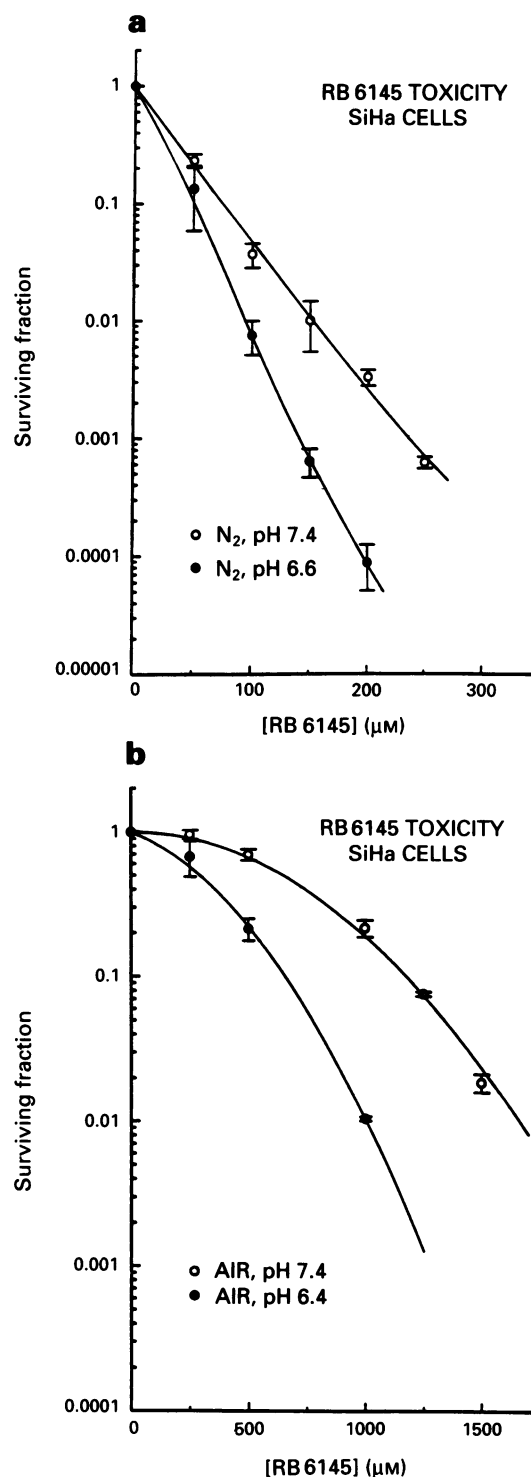 a
RB 6145 TOXICITY
SiHa CELLS
1
0.1
0.01
0.001
0.0001
0.00001
Surviving fraction
N₂, pH 7.4
N₂, pH 6.6
0
100
200
300
[RB 6145] (μM)
b
RB 6145 TOXICITY
SiHa CELLS
1
0.1
0.01
0.001
0.0001
Surviving fraction
AIR, pH 7.4
AIR, pH 6.4
0
500
1000
1500
[RB 6145] (μM)